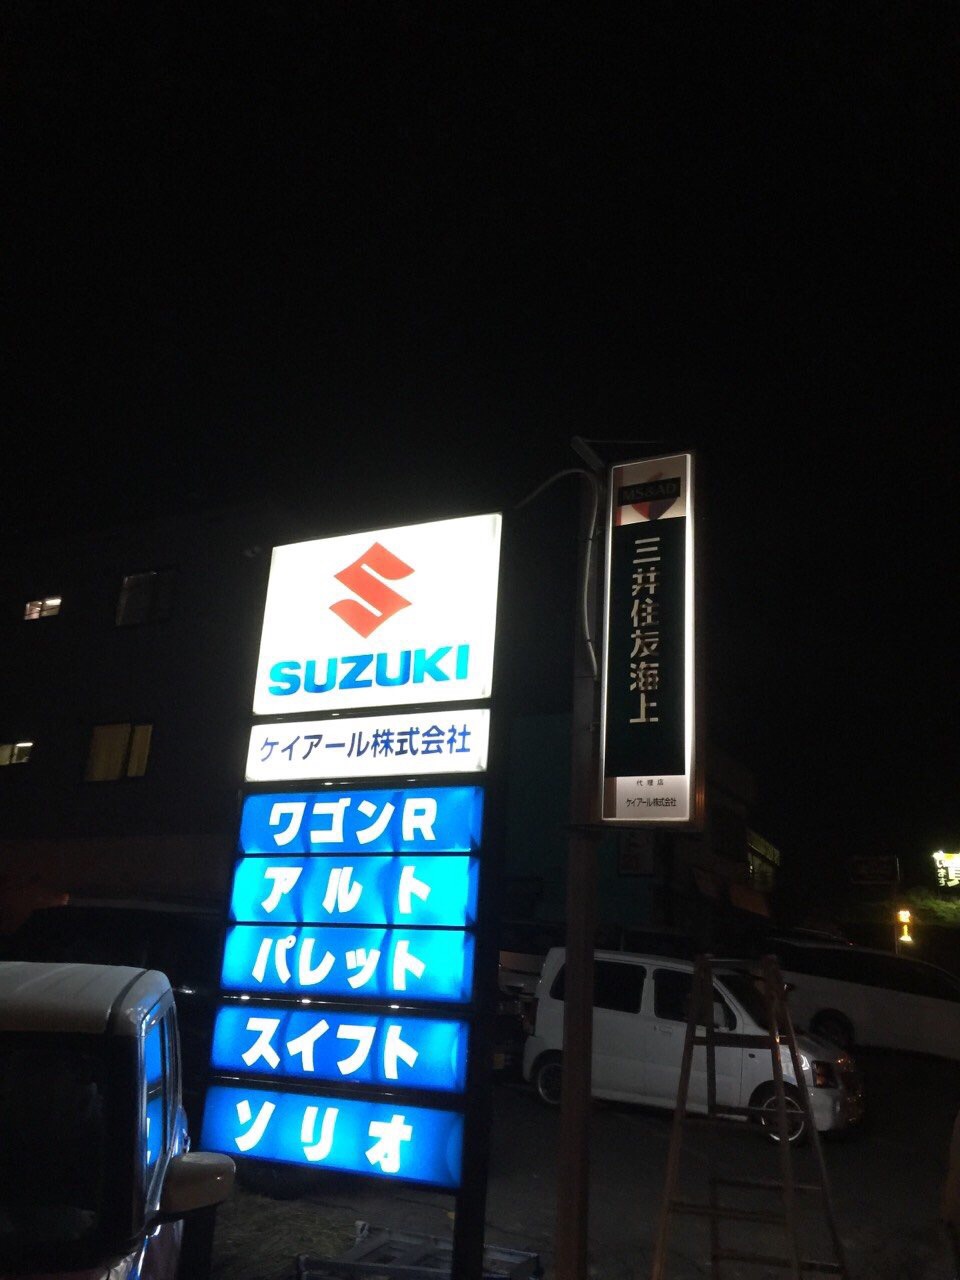 SUZUKI
ケイアール株式会社
ワゴンR
アルト
パレット
スイフト
ソリオ
MS&AD
三井住友海上
代理店
ケイアール株式会社